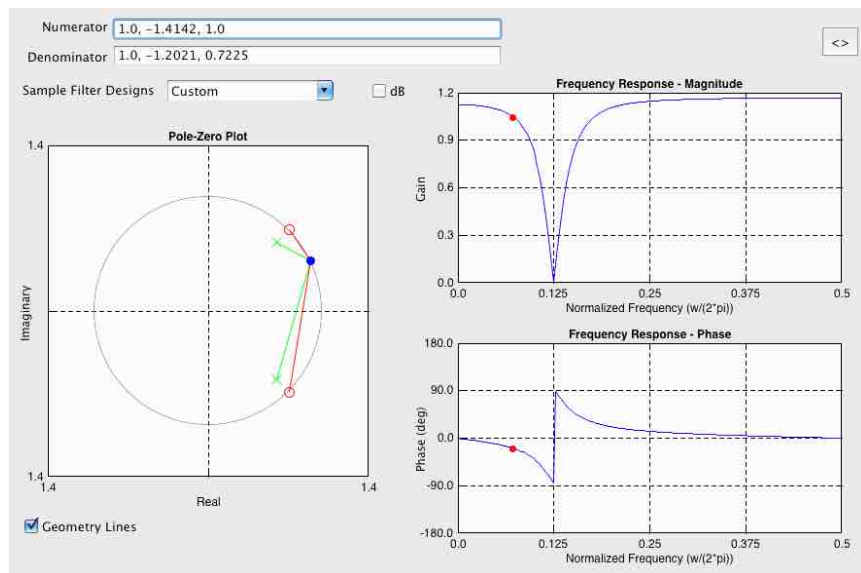 Numerator 1.0, -1.4142, 1.0
Denominator 1.0, -1.2021, 0.7225
<>
Sample Filter Designs Custom dB
Pole-Zero Plot
1.4
Imaginary
1.4
1.4 1.4
Real
Geometry Lines
Frequency Response - Magnitude
1.2
0.9
0.6
0.3
0.0
Gain
0.0 0.125 0.25 0.375 0.5
Normalized Frequency (w/(2*pi))
Frequency Response - Phase
180.0
90.0
0.0
-90.0
-180.0
Phase (deg)
0.0 0.125 0.25 0.375 0.5
Normalized Frequency (w/(2*pi))